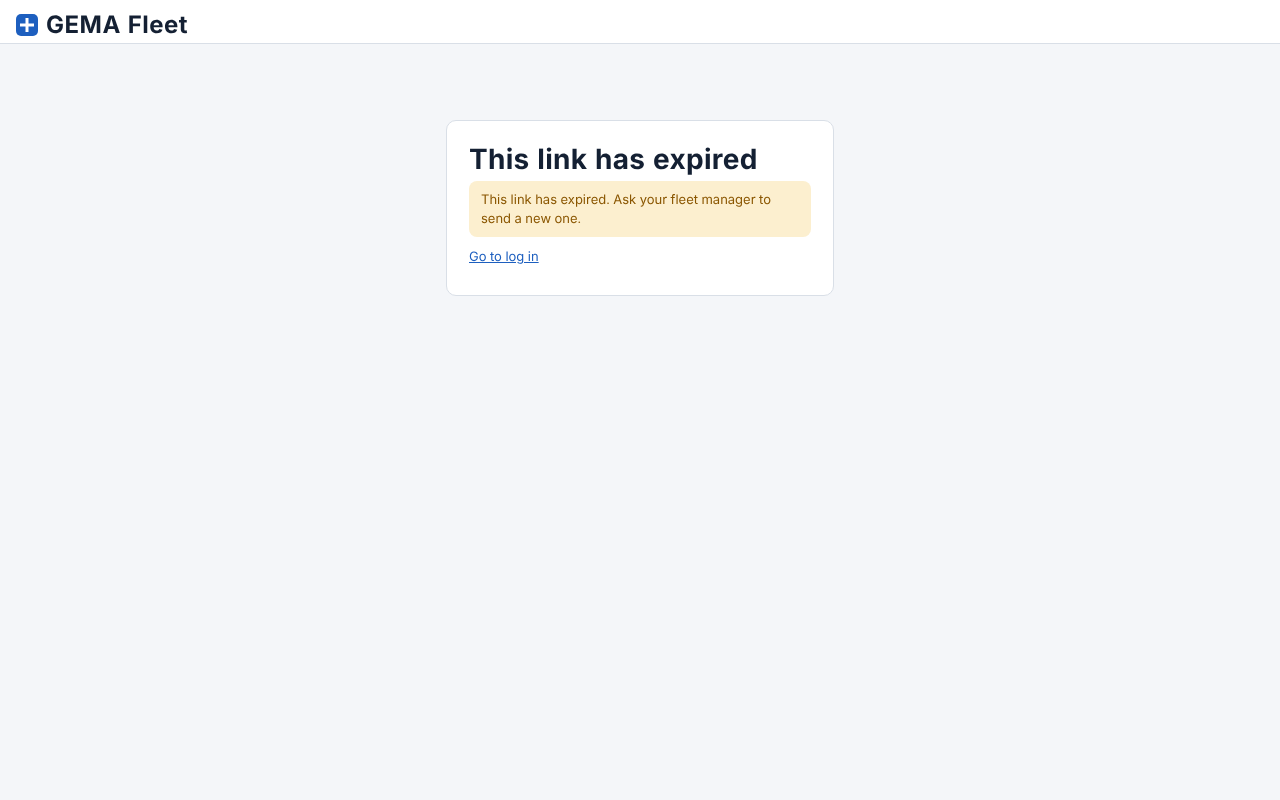 GEMA Fleet
This link has expired
This link has expired. Ask your fleet manager to
send a new one.
Go to log in